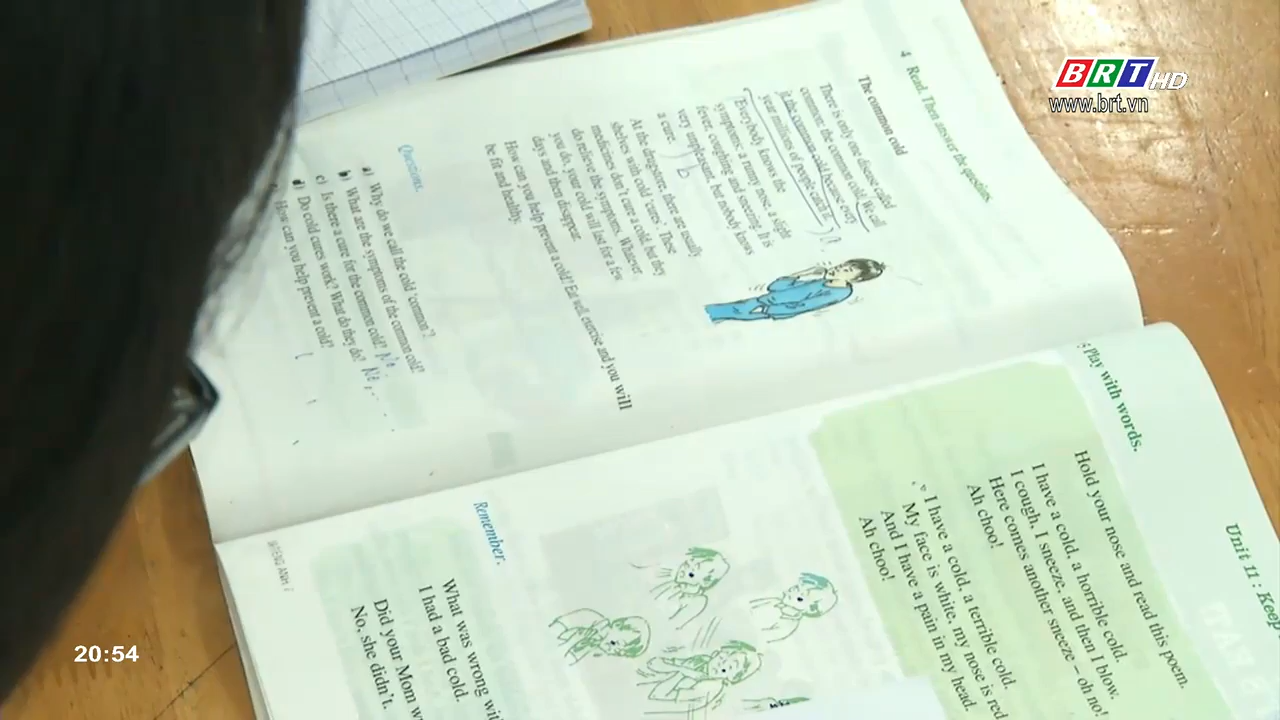 BRT HD
www.brt.vn
4 Read. Then answer the questions.
The common cold
There is only one disease called
common: the common cold. We call
it the common cold because every
year millions of people catch it.
Everybody knows the
symptoms: a runny nose, a slight
fever, coughing and sneezing. It is
very unpleasant, but nobody knows
a cure.
At the drugstore, there are usually
shelves with cold 'cures'. These
medicines don't cure a cold, but they
do relieve the symptoms. Whatever
you do, your cold will last for a few
days and then disappear.
How can you help prevent a cold? Eat well, exercise and you will
be fit and healthy.
Questions.
a) Why do we call the cold 'common'?
b) What are the symptoms of the common cold?
c) Is there a cure for the common cold? No,
d) Do cold cures work? What do they do? No, ...
How can you help prevent a cold?
Unit 11 : Keep
Play with words.
Hold your nose and read this poem.
I have a cold, a horrible cold.
I cough, I sneeze, and then I blow.
Here comes another sneeze – oh no!
Ah choo!
I have a cold, a terrible cold.
My face is white, my nose is red
And I have a pain in my head.
Ah choo!
Remember.
What was wrong
I had a bad cold.
Did your Mom
No, she didn't.
20:54